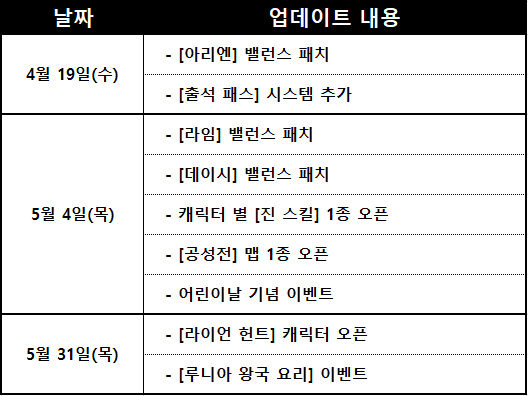 날짜 업데이트 내용
4월 19일(수)
- [아리엔] 밸런스 패치
- [출석 패스] 시스템 추가
5월 4일(목)
- [라임] 밸런스 패치
- [데이시] 밸런스 패치
- 캐릭터 별 [진 스킬] 1종 오픈
- [공성전] 맵 1종 오픈
- 어린이날 기념 이벤트
5월 31일(목)
- [라이언 헌트] 캐릭터 오픈
- [루니아 왕국 요리] 이벤트